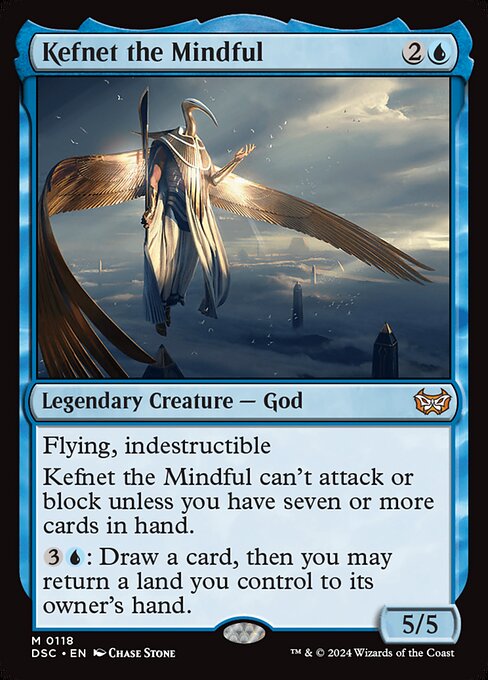 Kefnet the Mindful 2
Legendary Creature — God
Flying, indestructible
Kefnet the Mindful can't attack or
block unless you have seven or more
cards in hand.
3: Draw a card, then you may
return a land you control to its
owner's hand.
5/5
M 0118
DSC • EN Chase Stone
™ & © 2024 Wizards of the Coast